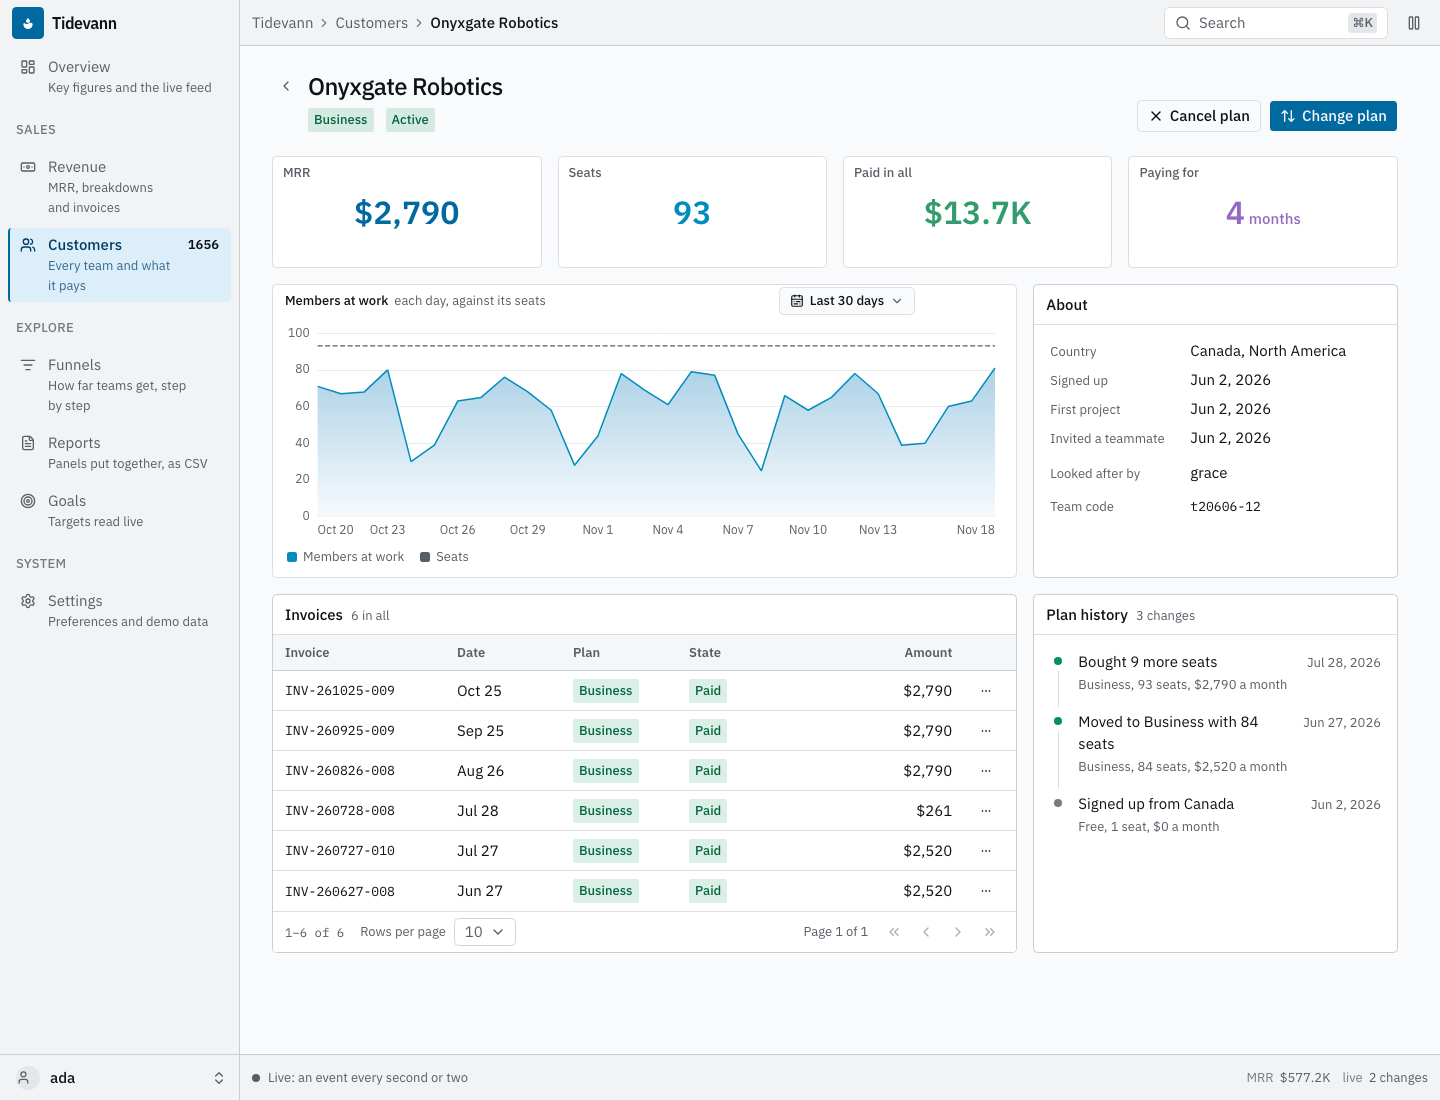 Tidevann
Overview
Key figures and the live feed
SALES
Revenue
MRR, breakdowns
and invoices
Customers 1656
Every team and what
it pays
EXPLORE
Funnels
How far teams get, step
by step
Reports
Panels put together, as CSV
Goals
Targets read live
SYSTEM
Settings
Preferences and demo data
ada
Tidevann > Customers > Onyxgate Robotics
Search ⌘K
Onyxgate Robotics
Business Active
Cancel plan Change plan
MRR
$2,790
Seats
93
Paid in all
$13.7K
Paying for
4 months
Members at work each day, against its seats
Last 30 days
100
80
60
40
20
0
Oct 20 Oct 23 Oct 26 Oct 29 Nov 1 Nov 4 Nov 7 Nov 10 Nov 13 Nov 18
Members at work Seats
About
Country Canada, North America
Signed up Jun 2, 2026
First project Jun 2, 2026
Invited a teammate Jun 2, 2026
Looked after by grace
Team code t20606-12
Invoices 6 in all
Invoice Date Plan State Amount
INV-261025-009 Oct 25 Business Paid $2,790 ...
INV-260925-009 Sep 25 Business Paid $2,790 ...
INV-260826-008 Aug 26 Business Paid $2,790 ...
INV-260728-008 Jul 28 Business Paid $261 ...
INV-260727-010 Jul 27 Business Paid $2,520 ...
INV-260627-008 Jun 27 Business Paid $2,520 ...
1–6 of 6 Rows per page 10 Page 1 of 1
Plan history 3 changes
Bought 9 more seats Jul 28, 2026
Business, 93 seats, $2,790 a month
Moved to Business with 84 Jun 27, 2026
seats
Business, 84 seats, $2,520 a month
Signed up from Canada Jun 2, 2026
Free, 1 seat, $0 a month
Live: an event every second or two
MRR $577.2K live 2 changes